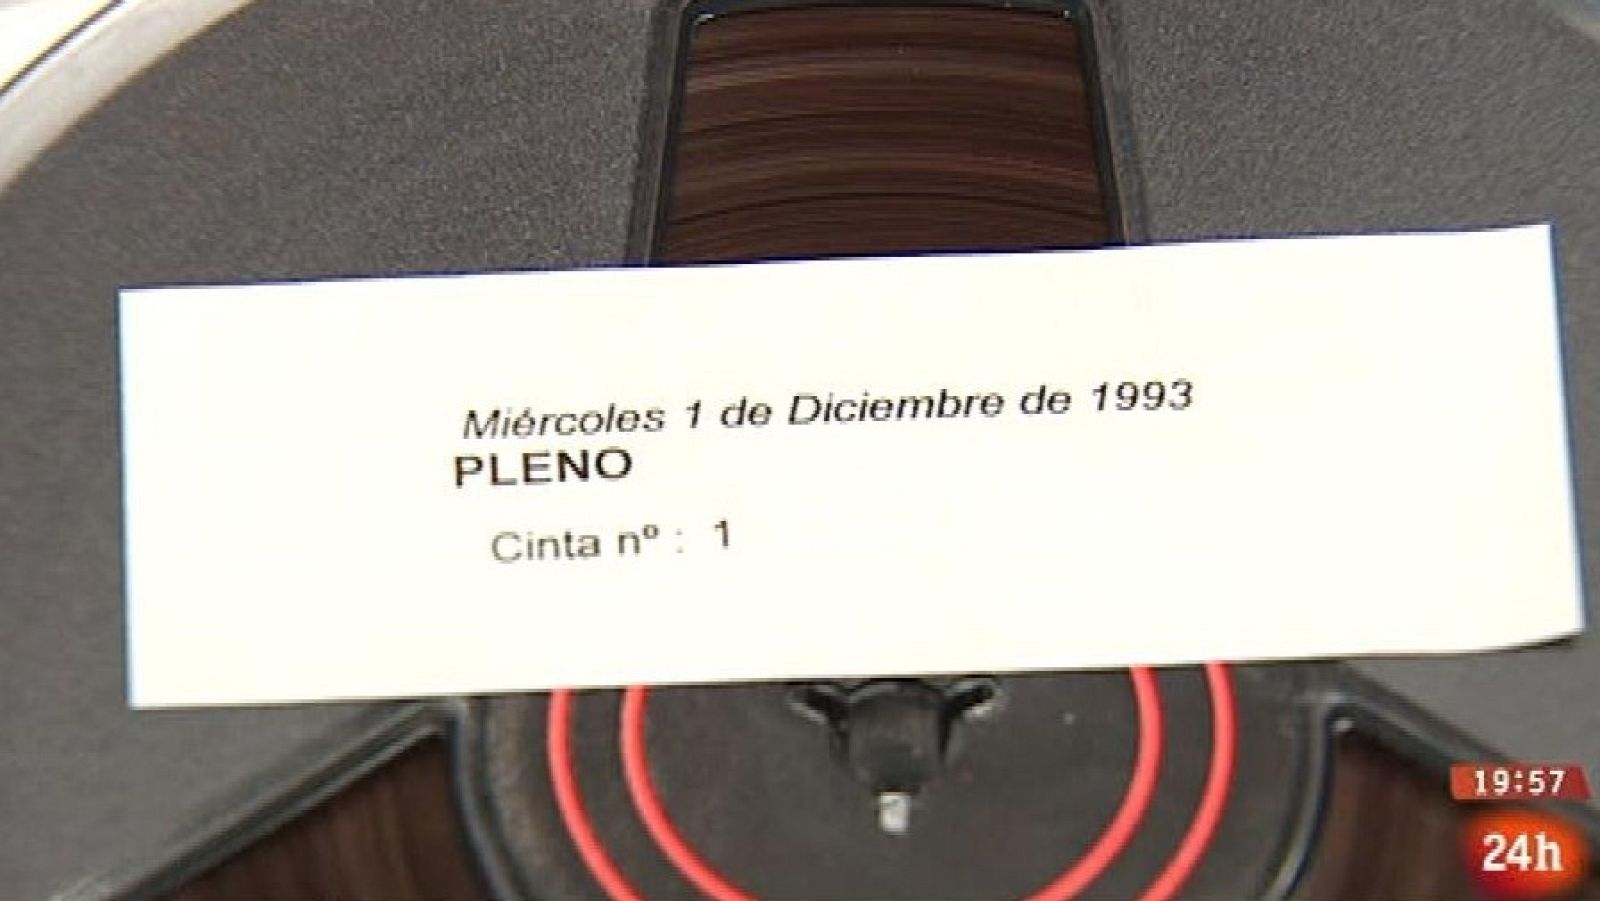 Miércoles 1 de Diciembre de 1993
PLENO
Cinta nº : 1
19:57
24h